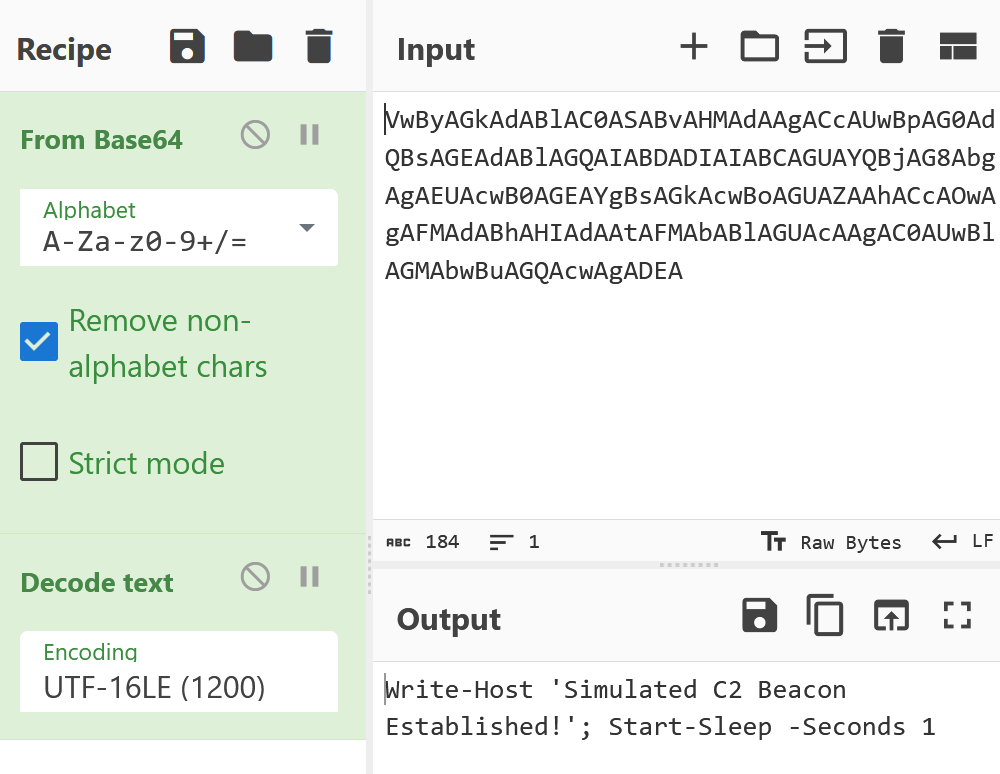 Recipe
From Base64
Alphabet
A-Za-z0-9+/=
Remove non-
alphabet chars
Strict mode
Decode text
Encoding
UTF-16LE (1200)
Input
VwByAGkAdABlAC0ASABvAHMAdAAgACcAUwBpAG0Ad
QBsAGEAdABlAGQAIABDADIAIABCAGUAYQBjAG8Abg
AgAEUAcwB0AGEAYgBsAGkAcwBoAGUAZAAhACcAOwA
gAFMAdABhAHIAdAAtAFMAbABlAGUAcAAgAC0AUwBl
AGMAbwBuAGQAcwAgADEA
ABC 184 1 Raw Bytes LF
Output
Write-Host 'Simulated C2 Beacon
Established!'; Start-Sleep -Seconds 1